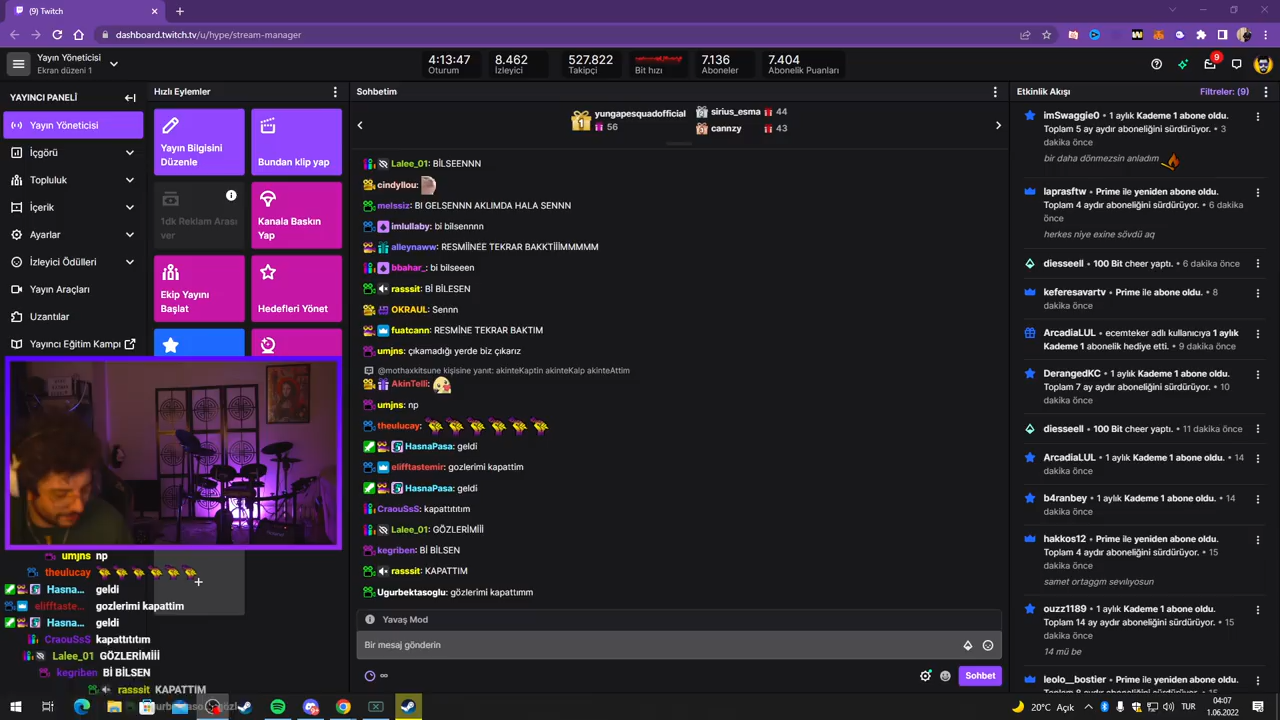 (9) Twitch
dashboard.twitch.tv/u/hype/stream-manager
Yayın Yöneticisi
Ekran düzeni 1
4:13:47
Oturum
8.462
İzleyici
527.822
Takipçi
Bit hızı
7.136
Aboneler
7.404
Abonelik Puanları
9
YAYINCI PANELİ
Yayın Yöneticisi
İçgörü
Topluluk
İçerik
Ayarlar
İzleyici Ödülleri
Yayın Araçları
Uzantılar
Yayıncı Eğitim Kampı
Hızlı Eylemler
Yayın Bilgisini Düzenle
Bundan klip yap
1dk Reklam Arası ver
Kanala Baskın Yap
Ekip Yayını Başlat
Hedefleri Yönet
umjns np
theulucay
Hasna... geldi
elifftaste... gozlerimi kapattim
Hasna... geldi
CraouSsS kapattıtıtım
Lalee_01 GÖZLERİMİİİ
kegriben Bİ BİLSEN
rasssit KAPATTIM
Sohbetim
yungapesquadofficial
56
sirius_esma 44
cannzy 43
Lalee_01: BİLSEENNN
cindyllou:
melssiz: BI GELSENNN AKLIMDA HALA SENNN
imlullaby: bi bilsennnn
alleynaww: RESMİİNEE TEKRAR BAKKTİİİMMMMM
bbahar_: bi bilseeen
rasssit: Bİ BİLESEN
OKRAUL: Sennn
fuatcann: RESMİNE TEKRAR BAKTIM
umjns: çıkamadığı yerde biz çıkarız
@mothaxkitsune kişisine yanıt: akinteKaptin akinteKalp akinteAttim
AkinTelli:
umjns: np
theulucay:
HasnaPasa: geldi
elifftastemir: gozlerimi kapattim
HasnaPasa: geldi
CraouSsS: kapattıtıtım
Lalee_01: GÖZLERİMİİİ
kegriben: Bİ BİLSEN
rasssit: KAPATTIM
Ugurbektasoglu: gözlerimi kapattımm
Yavaş Mod
Bir mesaj gönderin
∞
Sohbet
Etkinlik Akışı
Filtreler: (9)
imSwaggie0 • 1 aylık Kademe 1 abone oldu.
Toplam 5 ay aydır aboneliğini sürdürüyor. • 3
dakika önce
bir daha dönmezsin anladım
laprasftw • Prime ile yeniden abone oldu.
Toplam 4 aydır aboneliğini sürdürüyor. • 6 dakika
önce
herkes niye exine sövdü aq
diesseell • 100 Bit cheer yaptı. • 6 dakika önce
keferesavartv • Prime ile abone oldu. • 8
dakika önce
ArcadiaLUL • ecemteker adlı kullanıcıya 1 aylık
Kademe 1 abonelik hediye etti. • 9 dakika önce
DerangedKC • 1 aylık Kademe 1 abone oldu.
Toplam 7 ay aydır aboneliğini sürdürüyor. • 10
dakika önce
diesseell • 100 Bit cheer yaptı. • 11 dakika önce
ArcadiaLUL • 1 aylık Kademe 1 abone oldu. • 14
dakika önce
b4ranbey • 1 aylık Kademe 1 abone oldu. • 14
dakika önce
hakkos12 • Prime ile yeniden abone oldu.
Toplam 4 aydır aboneliğini sürdürüyor. • 15
dakika önce
samet ortaggm sevılıyosun
ouzz1189 • 1 aylık Kademe 1 abone oldu.
Toplam 14 ay aydır aboneliğini sürdürüyor. • 15
dakika önce
14 mü be
leolo__bostier • Prime ile yeniden abone oldu.
Toplam 8 aydır aboneliğini sürdürüyor. • 15
20°C Açık
TUR
04:07
1.06.2022